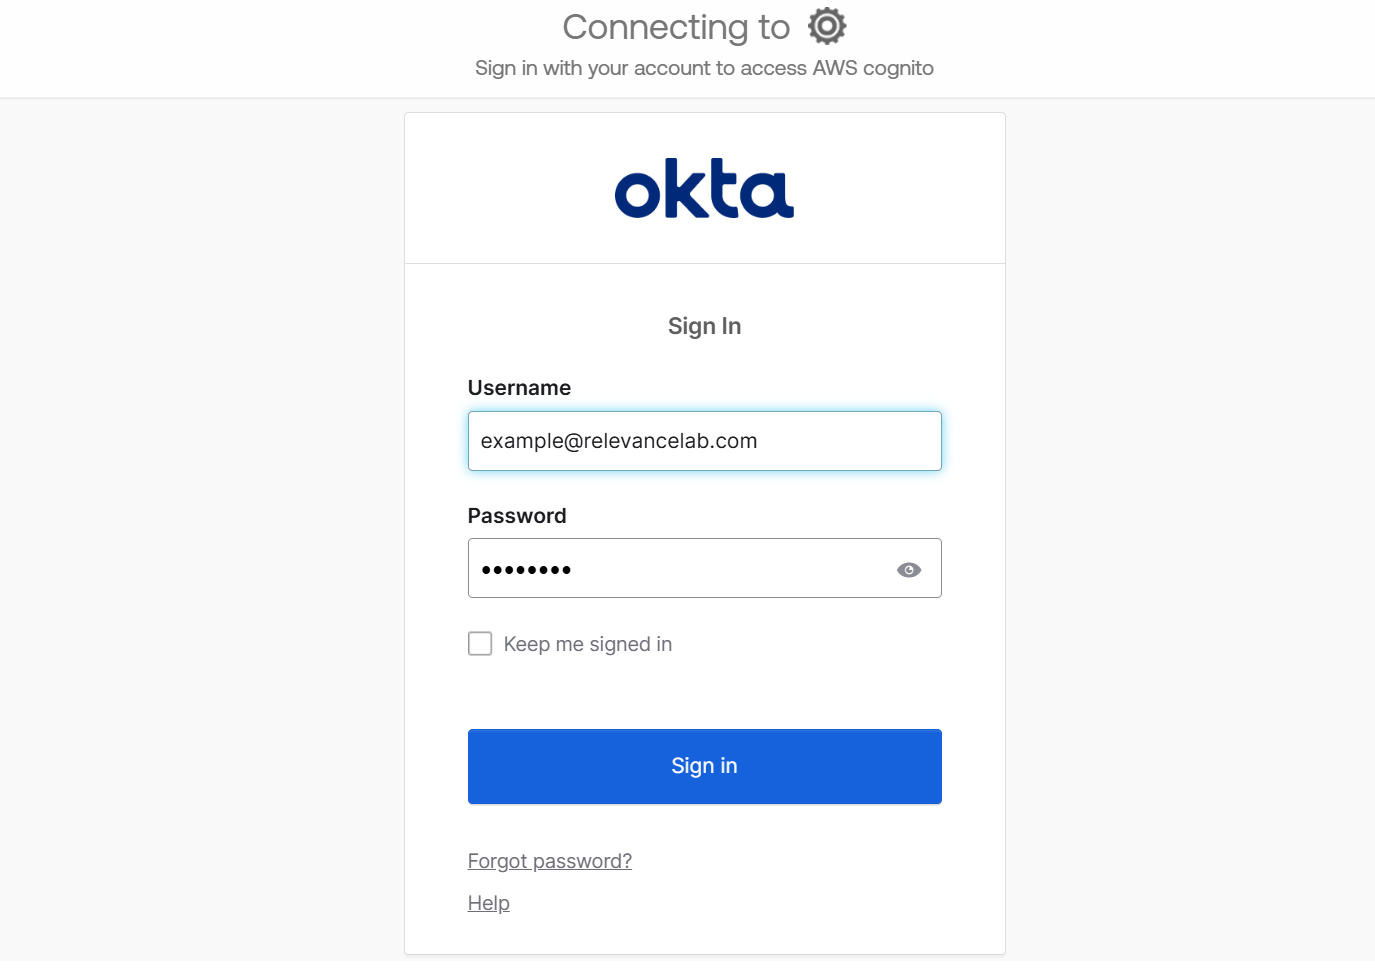 Connecting to
Sign in with your account to access AWS cognito
okta
Sign In
Username
example@relevancelab.com
Password
••••••••
Keep me signed in
Sign in
Forgot password?
Help